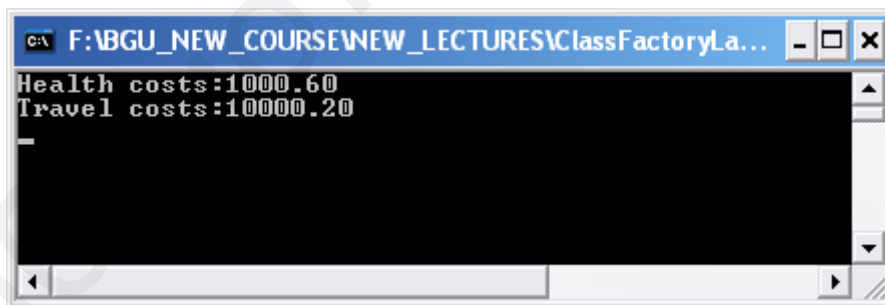 F:\BGU_NEW_COURSE\NEW_LECTURES\ClassFactoryLa...
Health costs:1000.60
Travel costs:10000.20